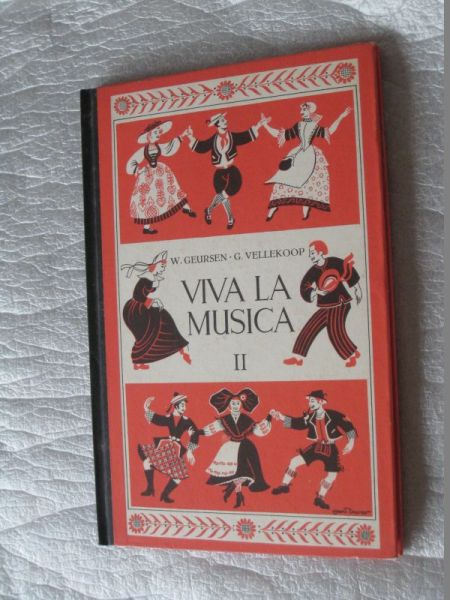 W. GEURSEN · G. VELLEKOOP
VIVA LA
MUSICA
II